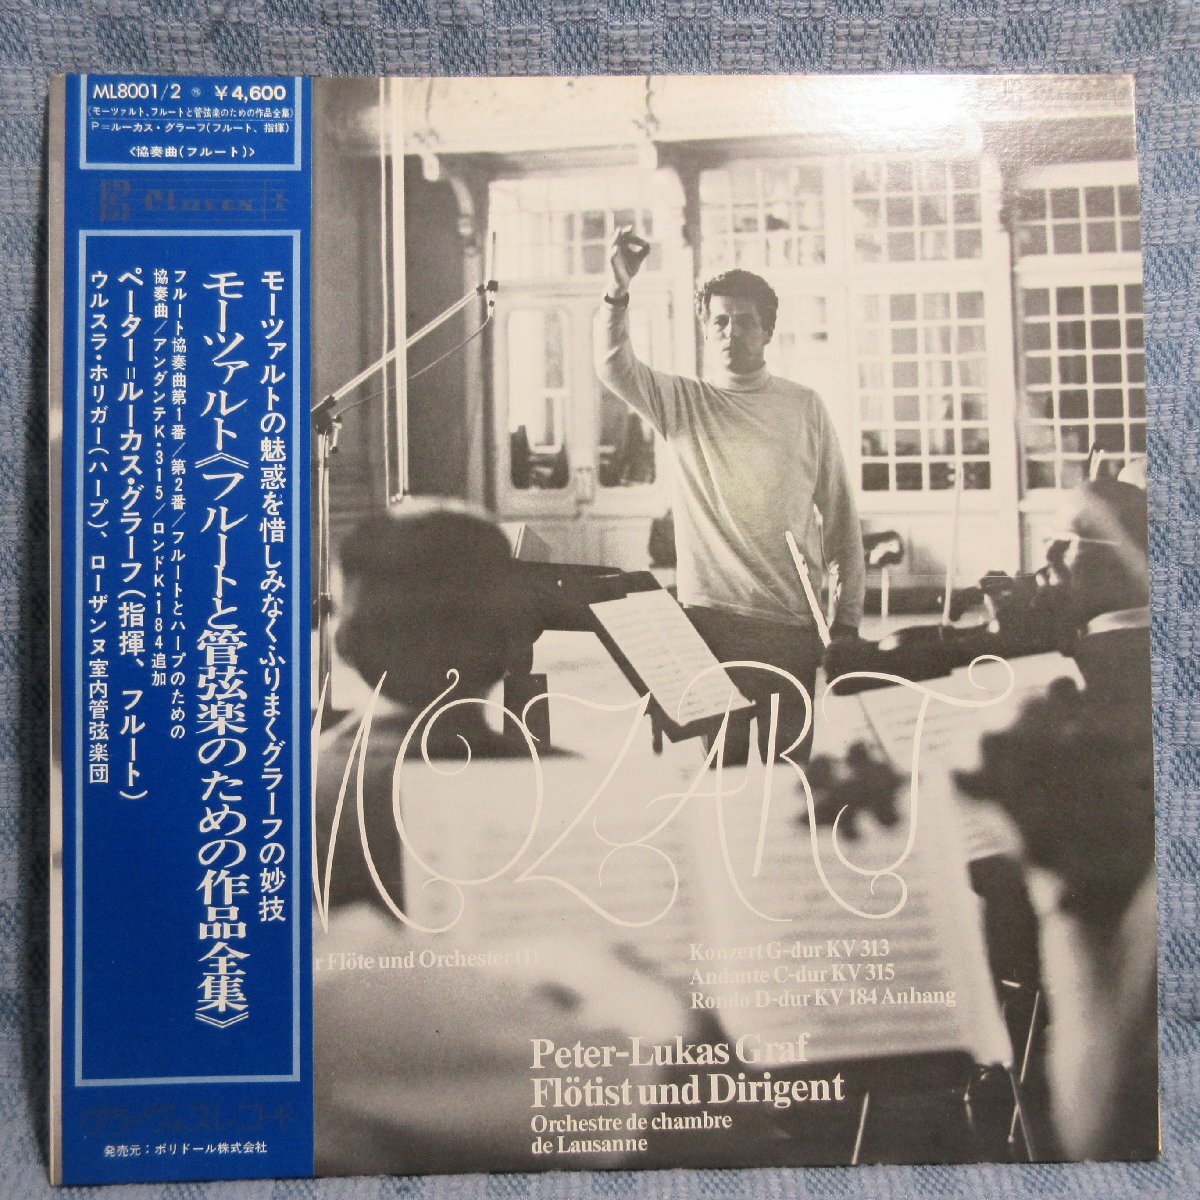 ML8001/2 ¥4,600
(モーツァルト、フルートと管弦楽のための作品全集)
P=ルーカス・グラーフ(フルート、指揮)
<協奏曲(フルート)>
Claves
モーツァルトの魅惑を惜しみなくふりまくグラーフの妙技
モーツァルト《フルートと管弦楽のための作品全集》
フルート協奏曲第1番/第2番/フルートとハープのための
協奏曲/アンダンテK・315/ロンドK・184追加
ペーター=ルーカス・グラーフ(指揮、フルート)
ウルスラ・ホリガー(ハープ)、ローザンヌ室内管弦楽団
クラーヴェス・レコード
発売元:ポリドール株式会社
MOZART
r Flöte und Orchester (1)
Konzert G-dur KV 313
Andante C-dur KV 315
Rondo D-dur KV 184 Anhang
Peter-Lukas Graf
Flötist und Dirigent
Orchestre de chambre
de Lausanne